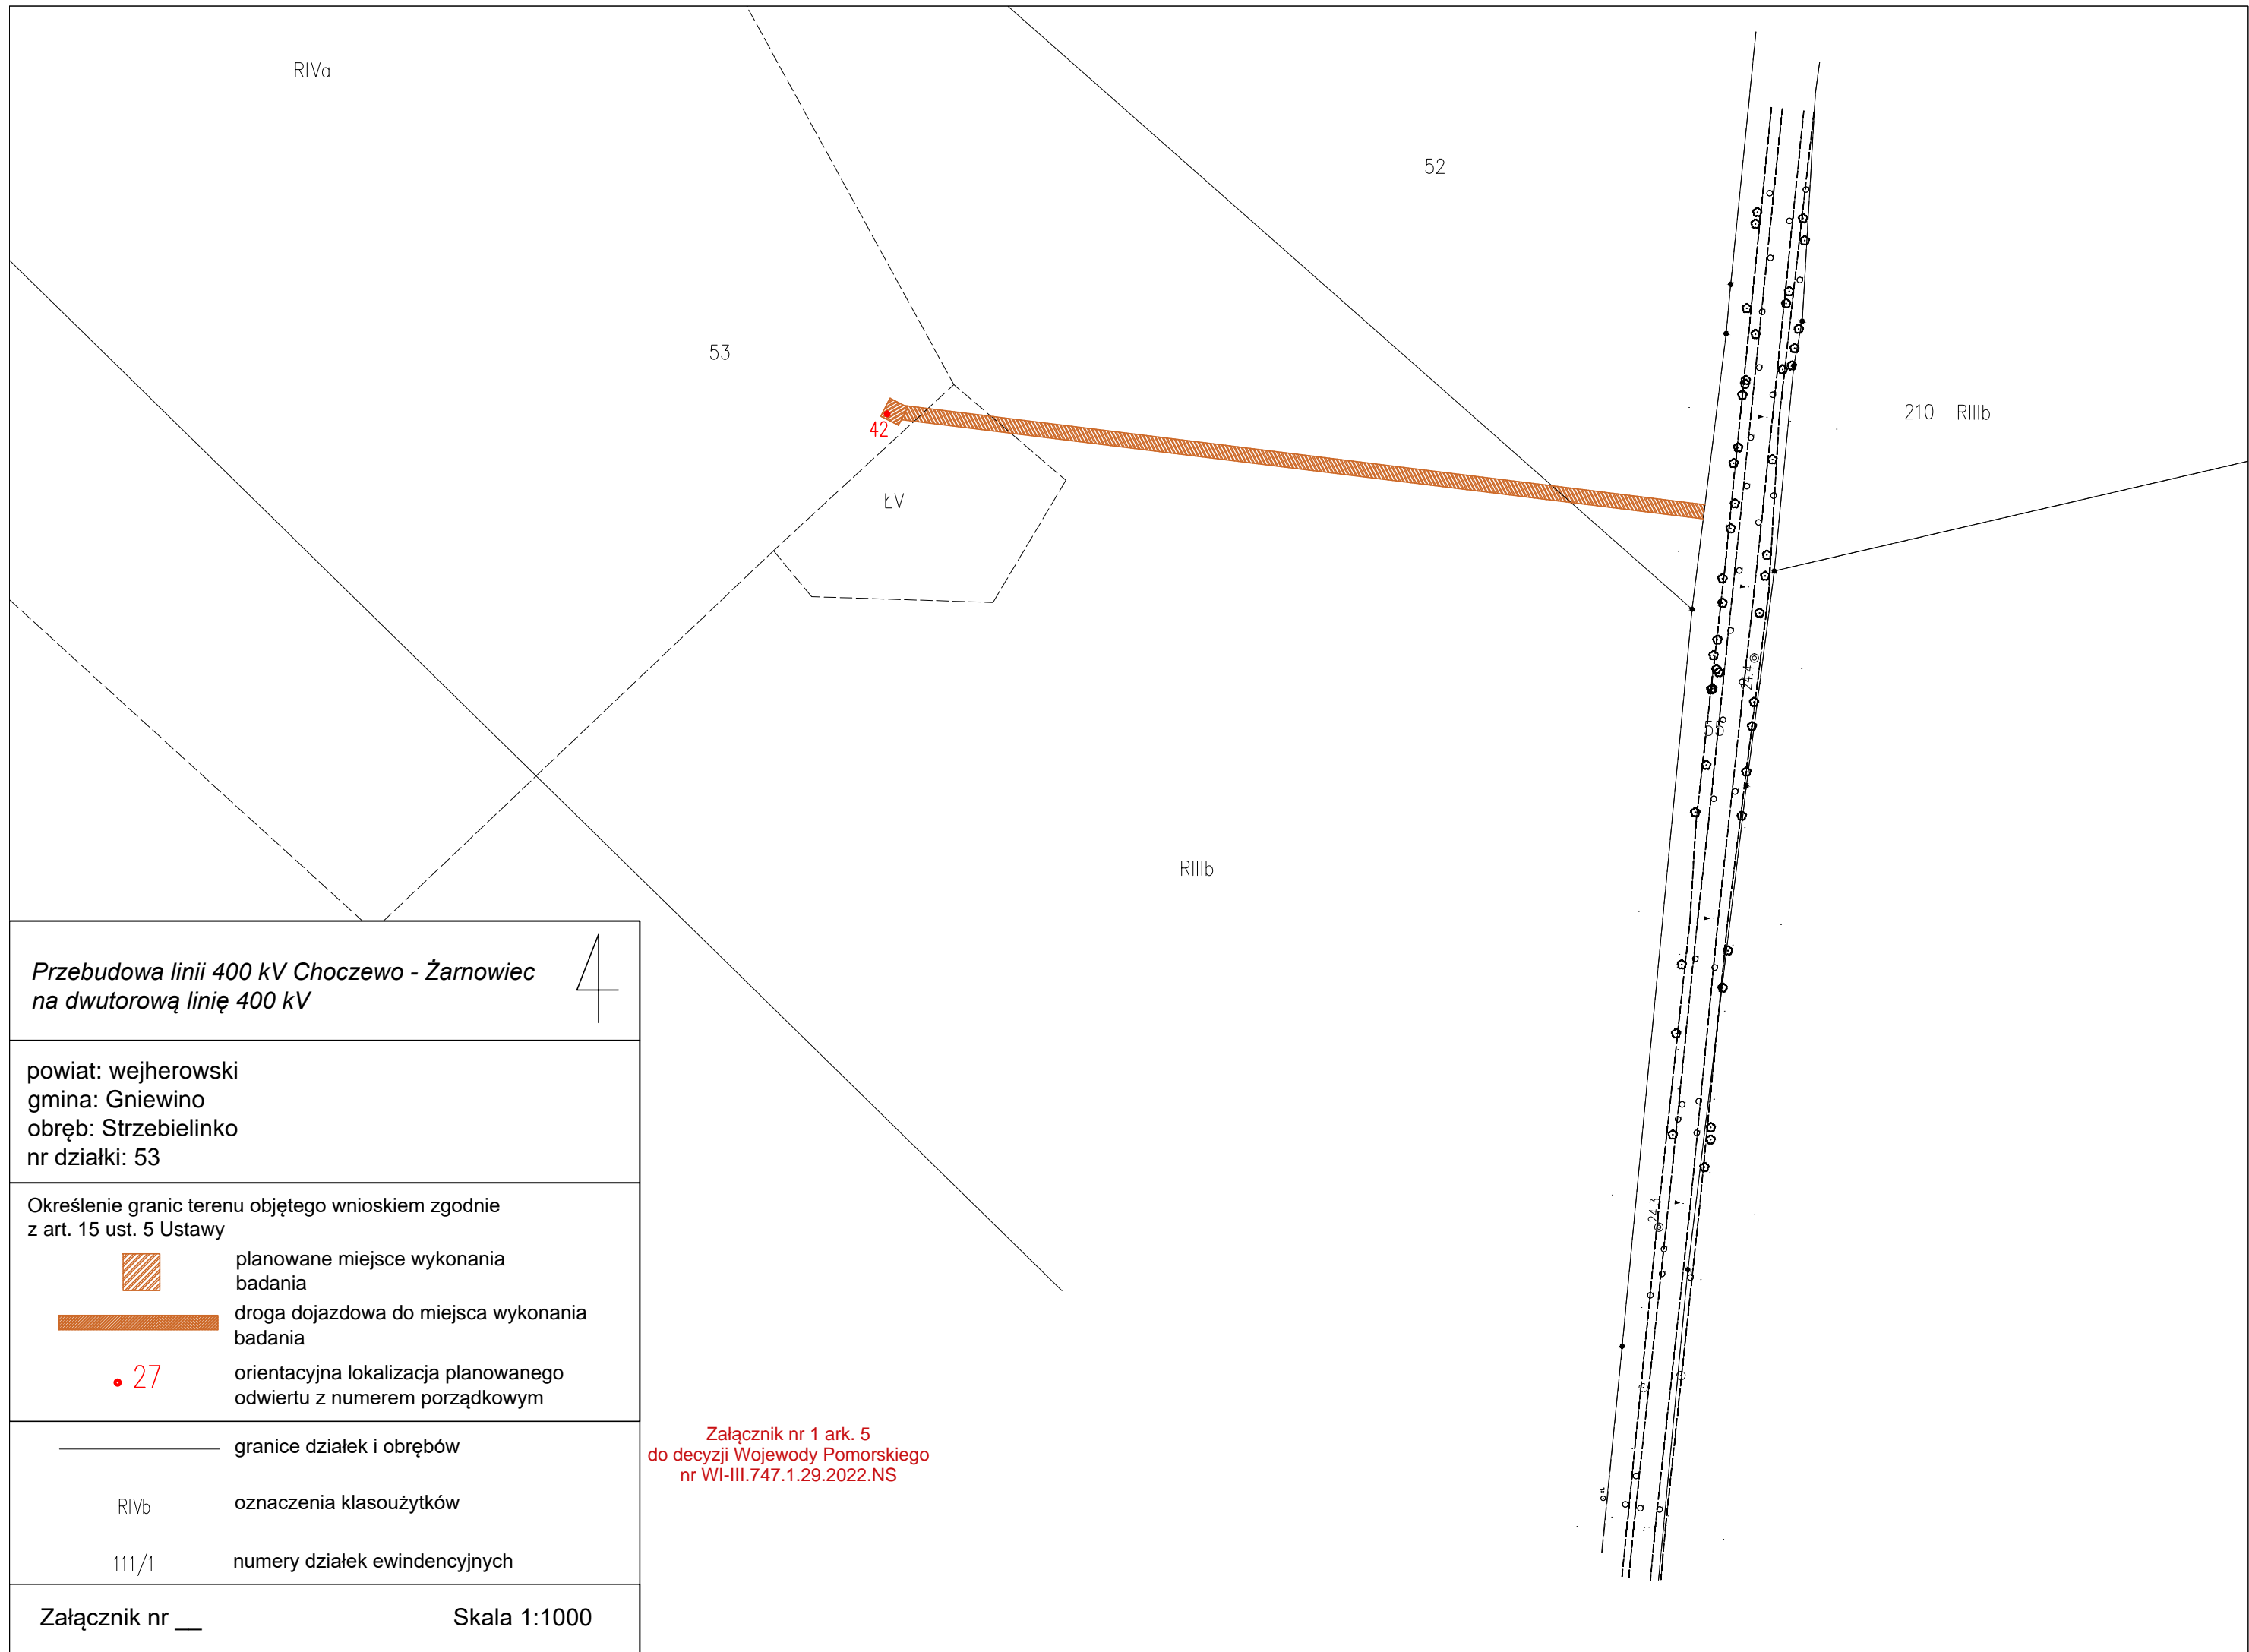 RIVa
52
53
42
210 RIIIb
ŁV
24.4
55
RIIIb
24.3
Przebudowa linii 400 kV Choczewo - Żarnowiec
na dwutorową linię 400 kV
powiat: wejherowski
gmina: Gniewino
obręb: Strzebielinko
nr działki: 53
Określenie granic terenu objętego wnioskiem zgodnie
z art. 15 ust. 5 Ustawy
planowane miejsce wykonania
badania
droga dojazdowa do miejsca wykonania
badania
27
orientacyjna lokalizacja planowanego
odwiertu z numerem porządkowym
granice działek i obrębów
RIVb
oznaczenia klasoużytków
111/1
numery działek ewindencyjnych
Załącznik nr __
Skala 1:1000
Załącznik nr 1 ark. 5
do decyzji Wojewody Pomorskiego
nr WI-III.747.1.29.2022.NS